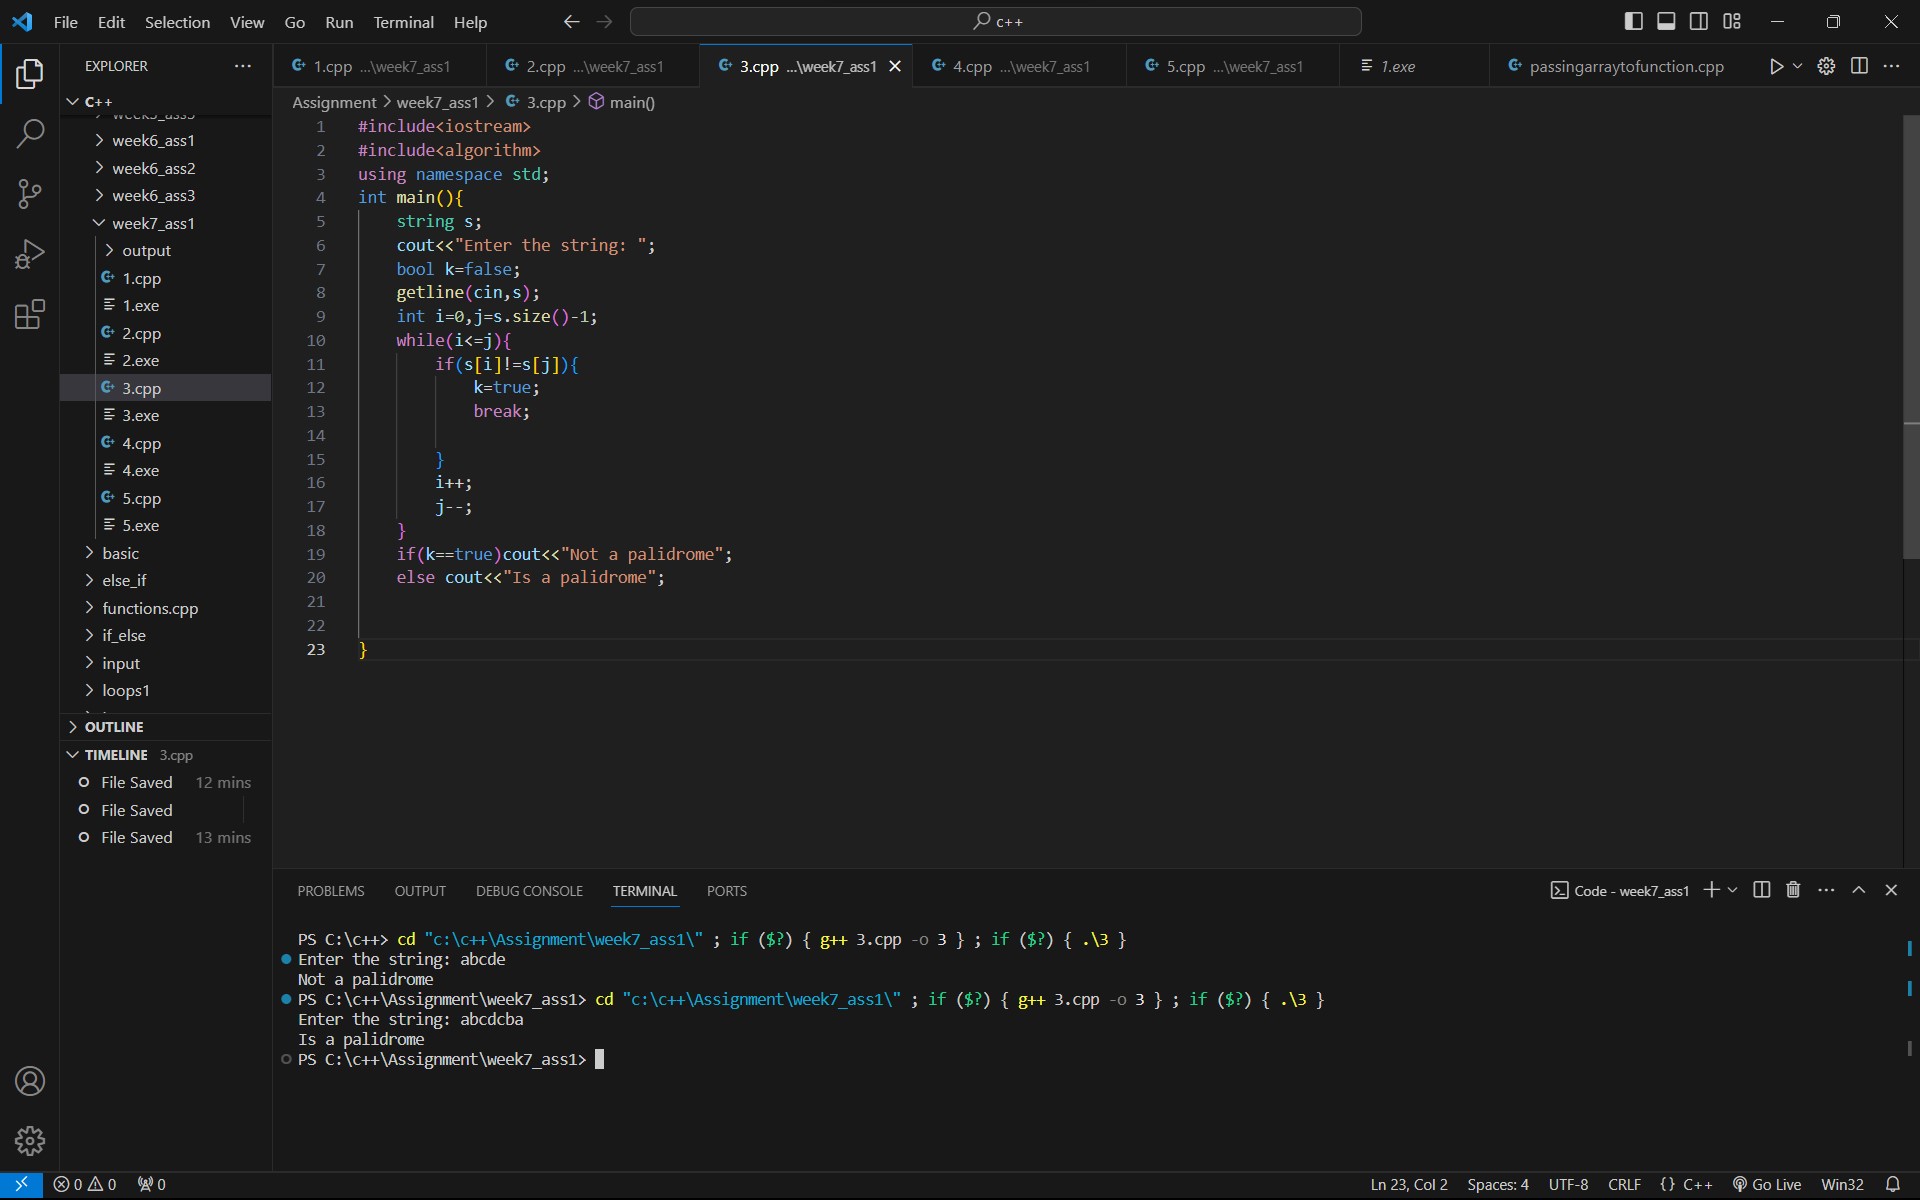 File Edit Selection View Go Run Terminal Help
c++
EXPLORER
C++
week6_ass1
week6_ass2
week6_ass3
week7_ass1
output
1.cpp
1.exe
2.cpp
2.exe
3.cpp
3.exe
4.cpp
4.exe
5.cpp
5.exe
basic
else_if
functions.cpp
if_else
input
loops1
OUTLINE
TIMELINE 3.cpp
File Saved 12 mins
File Saved
File Saved 13 mins
1.cpp ...\week7_ass1 2.cpp ...\week7_ass1 3.cpp ...\week7_ass1 4.cpp ...\week7_ass1 5.cpp ...\week7_ass1 1.exe passingarraytofunction.cpp
Assignment > week7_ass1 > 3.cpp > main()
1 #include<iostream>
2 #include<algorithm>
3 using namespace std;
4 int main(){
5 string s;
6 cout<<"Enter the string: ";
7 bool k=false;
8 getline(cin,s);
9 int i=0,j=s.size()-1;
10 while(i<=j){
11 if(s[i]!=s[j]){
12 k=true;
13 break;
14
15 }
16 i++;
17 j--;
18 }
19 if(k==true)cout<<"Not a palidrome";
20 else cout<<"Is a palidrome";
21
22
23 }
PROBLEMS OUTPUT DEBUG CONSOLE TERMINAL PORTS
Code - week7_ass1
PS C:\c++> cd "c:\c++\Assignment\week7_ass1\" ; if ($?) { g++ 3.cpp -o 3 } ; if ($?) { .\3 }
Enter the string: abcde
Not a palidrome
PS C:\c++\Assignment\week7_ass1> cd "c:\c++\Assignment\week7_ass1\" ; if ($?) { g++ 3.cpp -o 3 } ; if ($?) { .\3 }
Enter the string: abcdcba
Is a palidrome
PS C:\c++\Assignment\week7_ass1>
0 0 0
Ln 23, Col 2 Spaces: 4 UTF-8 CRLF {} C++ Go Live Win32